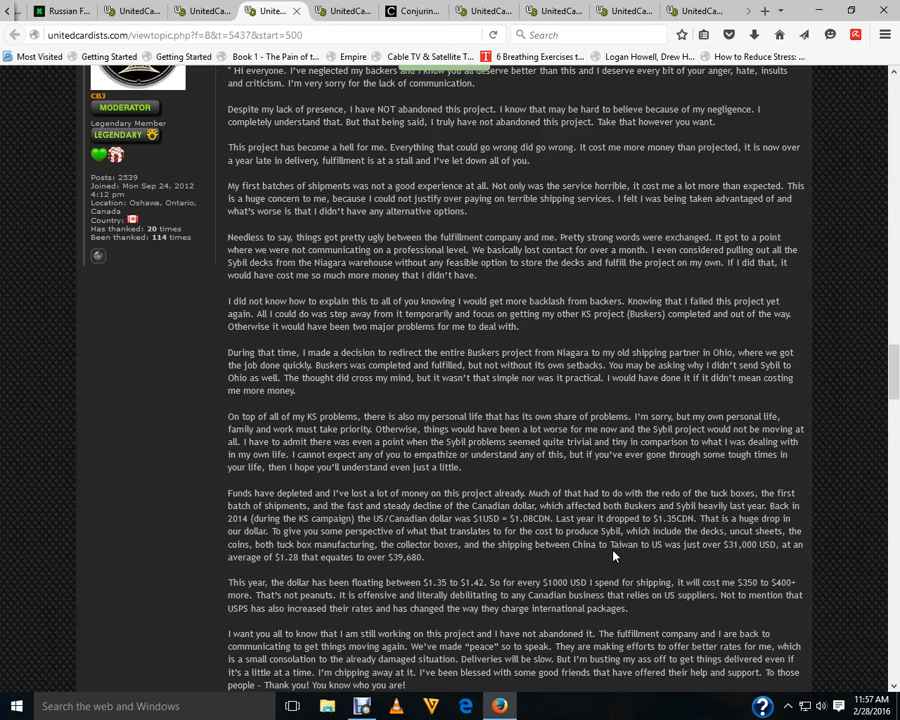 Russian F...
UnitedCar...
UnitedCa...
Unite...
UnitedCa...
Conjurin...
UnitedCa...
UnitedCa...
UnitedCa...
UnitedCa...
unitedcardists.com/viewtopic.php?f=8&t=5437&start=500
Search
Most Visited
Getting Started
Getting Started
Book 1 - The Pain of t...
Empire
Cable TV & Satellite T...
6 Breathing Exercises t...
Logan Howell, Drew H...
How to Reduce Stress: ...
CBJ
MODERATOR
Legendary Member
LEGENDARY
Posts: 2539
Joined: Mon Sep 24, 2012
4:12 pm
Location: Oshawa, Ontario,
Canada
Country:
Has thanked: 20 times
Been thanked: 114 times
" Hi everyone. I've neglected my backers and I know you all deserve better than this and I deserve every bit of your anger, hate, insults
and criticism. I'm very sorry for the lack of communication.
Despite my lack of presence, I have NOT abandoned this project. I know that may be hard to believe because of my negligence. I
completely understand that. But that being said, I truly have not abandoned this project. Take that however you want.
This project has become a hell for me. Everything that could go wrong did go wrong. It cost me more money than projected, it is now over
a year late in delivery, fulfillment is at a stall and I've let down all of you.
My first batches of shipments was not a good experience at all. Not only was the service horrible, it cost me a lot more than expected. This
is a huge concern to me, because I could not justify over paying on terrible shipping services. I felt I was being taken advantaged of and
what's worse is that I didn't have any alternative options.
Needless to say, things got pretty ugly between the fulfillment company and me. Pretty strong words were exchanged. It got to a point
where we were not communicating on a professional level. We basically lost contact for over a month. I even considered pulling out all the
Sybil decks from the Niagara warehouse without any feasible option to store the decks and fulfill the project on my own. If I did that, it
would have cost me so much more money that I didn't have.
I did not know how to explain this to all of you knowing I would get more backlash from backers. Knowing that I failed this project yet
again. All I could do was step away from it temporarily and focus on getting my other KS project (Buskers) completed and out of the way.
Otherwise it would have been two major problems for me to deal with.
During that time, I made a decision to redirect the entire Buskers project from Niagara to my old shipping partner in Ohio, where we got
the job done quickly. Buskers was completed and fulfilled, but not without its own setbacks. You may be asking why I didn't send Sybil to
Ohio as well. The thought did cross my mind, but it wasn't that simple nor was it practical. I would have done it if it didn't mean costing
me more money.
On top of all of my KS problems, there is also my personal life that has its own share of problems. I'm sorry, but my own personal life,
family and work must take priority. Otherwise, things would have been a lot worse for me now and the Sybil project would not be moving at
all. I have to admit there was even a point when the Sybil problems seemed quite trivial and tiny in comparison to what I was dealing with
in my own life. I cannot expect any of you to empathize or understand any of this, but if you've ever gone through some tough times in
your life, then I hope you'll understand even just a little.
Funds have depleted and I've lost a lot of money on this project already. Much of that had to do with the redo of the tuck boxes, the first
batch of shipments, and the fast and steady decline of the Canadian dollar, which affected both Buskers and Sybil heavily last year. Back in
2014 (during the KS campaign) the US/Canadian dollar was $1USD = $1.08CDN. Last year it dropped to $1.35CDN. That is a huge drop in
our dollar. To give you some perspective of what that translates to for the cost to produce Sybil, which include the decks, uncut sheets, the
coins, both tuck box manufacturing, the collector boxes, and the shipping between China to Taiwan to US was just over $31,000 USD, at an
average of $1.28 that equates to over $39,680.
This year, the dollar has been floating between $1.35 to $1.42. So for every $1000 USD I spend for shipping, it will cost me $350 to $400+
more. That's not peanuts. It is offensive and literally debilitating to any Canadian business that relies on US suppliers. Not to mention that
USPS has also increased their rates and has changed the way they charge international packages.
I want you all to know that I am still working on this project and I have not abandoned it. The fulfillment company and I are back to
communicating to get things moving again. We've made "peace" so to speak. They are making efforts to offer better rates for me, which
is a small consolation to the already damaged situation. Deliveries will be slow. But I'm busting my ass off to get things delivered even if
it's a little at a time. I'm chipping away at it. I've been blessed with some good friends that have offered their help and support. To those
people - Thank you! You know who you are!
Search the web and Windows
11:57 AM
2/28/2016